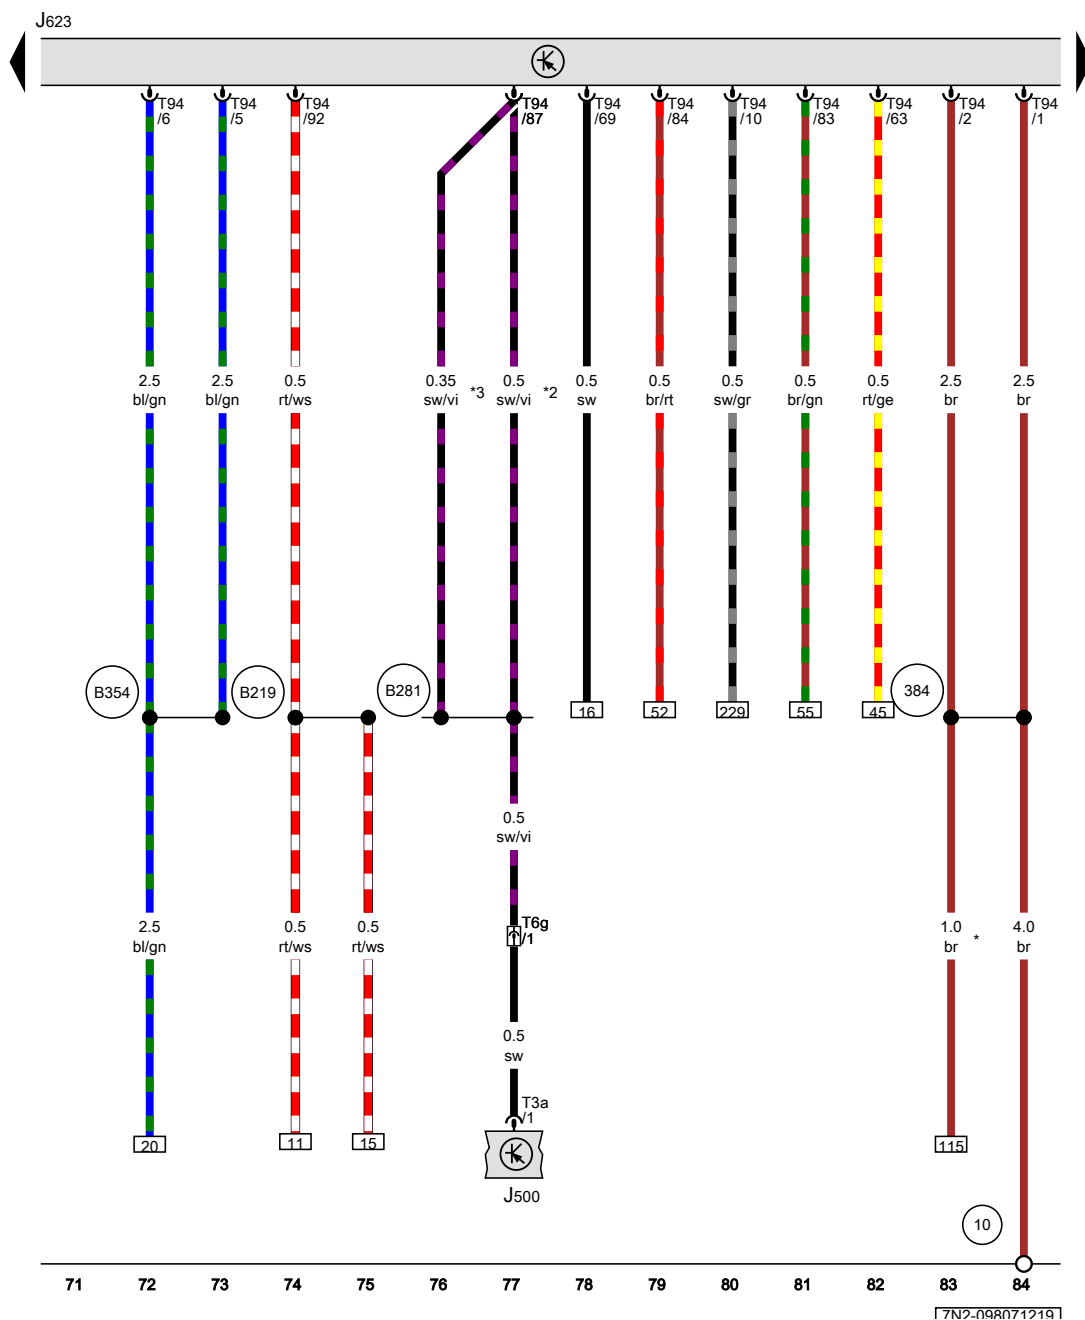 J623
T94 T94 T94 T94 T94 T94 T94 T94 T94 T94 T94
/6 /5 /92 /87 /69 /84 /10 /83 /63 /2 /1
2.5 2.5 0.5 0.35 0.5 0.5 0.5 0.5 0.5 0.5 2.5 2.5
bl/gn bl/gn rt/ws sw/vi *3 sw/vi *2 sw br/rt sw/gr br/gn rt/ge br br
B354 B219 B281 384
16 52 229 55 45
0.5
sw/vi
2.5 0.5 0.5 T6g 1.0 4.0
bl/gn rt/ws rt/ws /1 br * br
0.5
sw
T3a
/1
20 11 15 115
J500
10
71 72 73 74 75 76 77 78 79 80 81 82 83 84
7N2-098071219